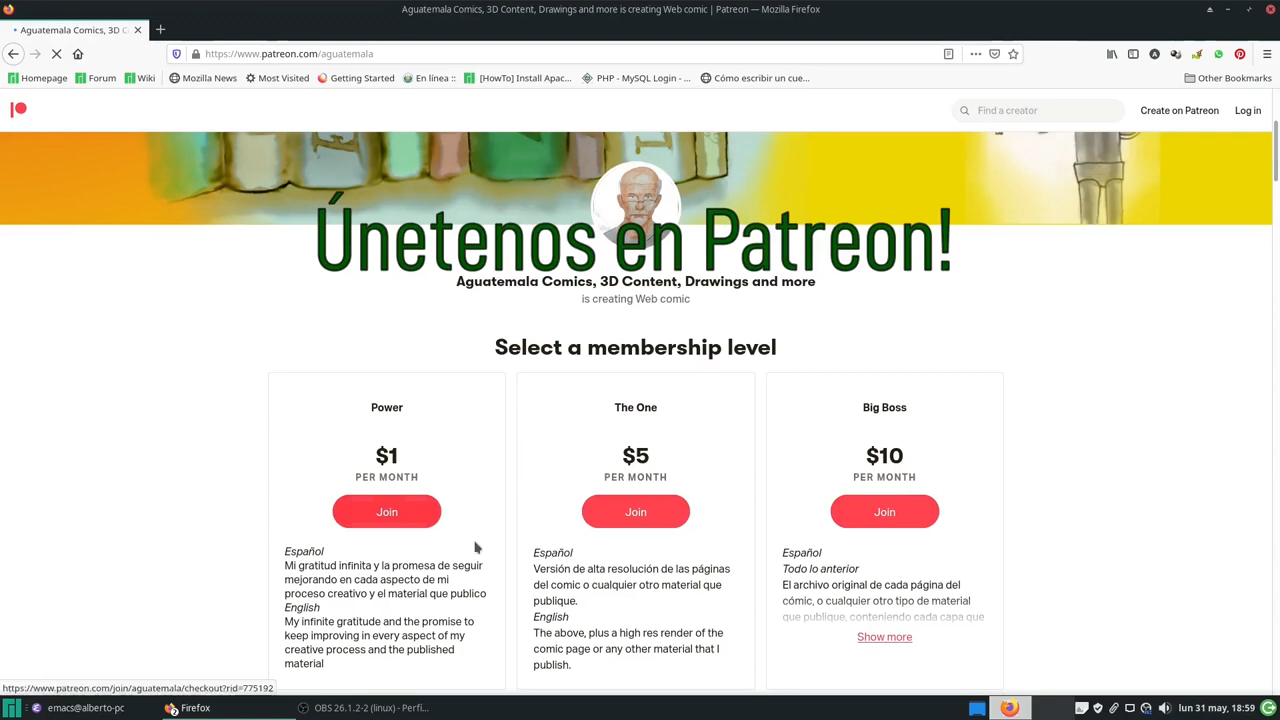 Aguatemala Comics, 3D Content, Drawings and more is creating Web comic | Patreon — Mozilla Firefox
Aguatemala Comics, 3D C
https://www.patreon.com/aguatemala
Homepage Forum Wiki Mozilla News Most Visited Getting Started En línea :: [HowTo] Install Apac... PHP - MySQL Login - ... Cómo escribir un cue... Other Bookmarks
Find a creator Create on Patreon Log in
Únetenos en Patreon!
Aguatemala Comics, 3D Content, Drawings and more
is creating Web comic
Select a membership level
Power
$1
PER MONTH
Join
Español
Mi gratitud infinita y la promesa de seguir
mejorando en cada aspecto de mi
proceso creativo y el material que publico
English
My infinite gratitude and the promise to
keep improving in every aspect of my
creative process and the published
material
The One
$5
PER MONTH
Join
Español
Versión de alta resolución de las páginas
del comic o cualquier otro material que
publique.
English
The above, plus a high res render of the
comic page or any other material that I
publish.
Big Boss
$10
PER MONTH
Join
Español
Todo lo anterior
El archivo original de cada página del
cómic, o cualquier otro tipo de material
que publique, conteniendo cada capa que
Show more
https://www.patreon.com/join/aguatemala/checkout?rid=775192
emacs@alberto-pc Firefox OBS 26.1.2-2 (linux) - Perfi... lun 31 may, 18:59